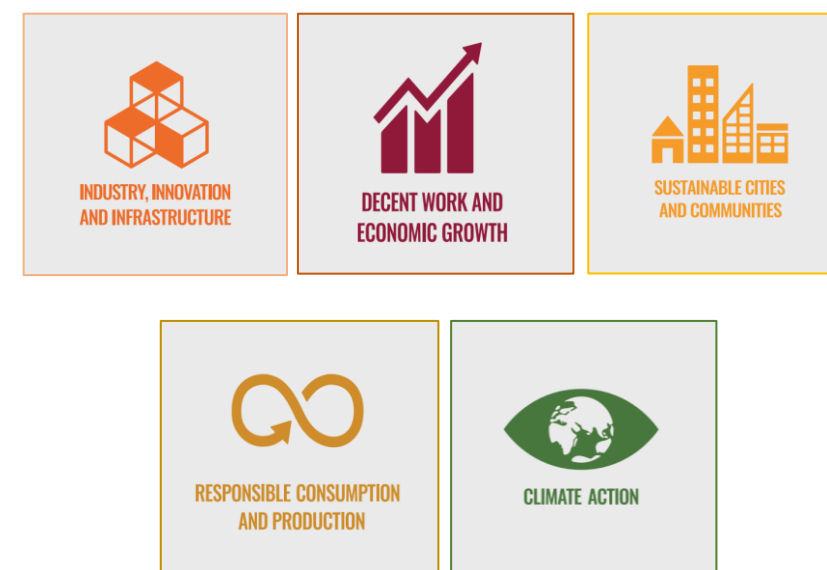 INDUSTRY, INNOVATION
AND INFRASTRUCTURE
DECENT WORK AND
ECONOMIC GROWTH
SUSTAINABLE CITIES
AND COMMUNITIES
RESPONSIBLE CONSUMPTION
AND PRODUCTION
CLIMATE ACTION